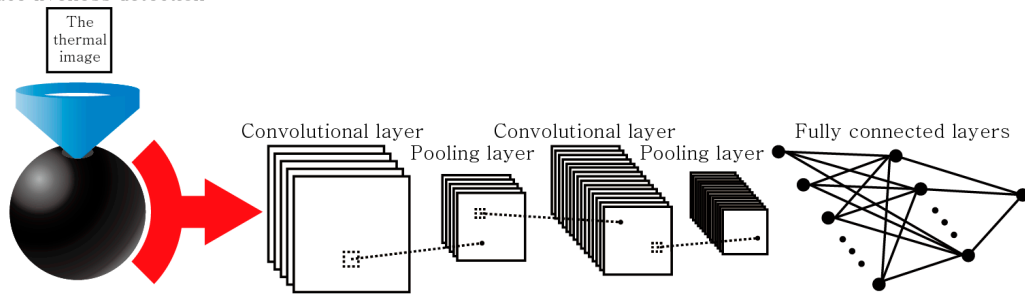 The
thermal
image
Convolutional layer
Pooling layer
Convolutional layer
Pooling layer
Fully connected layers